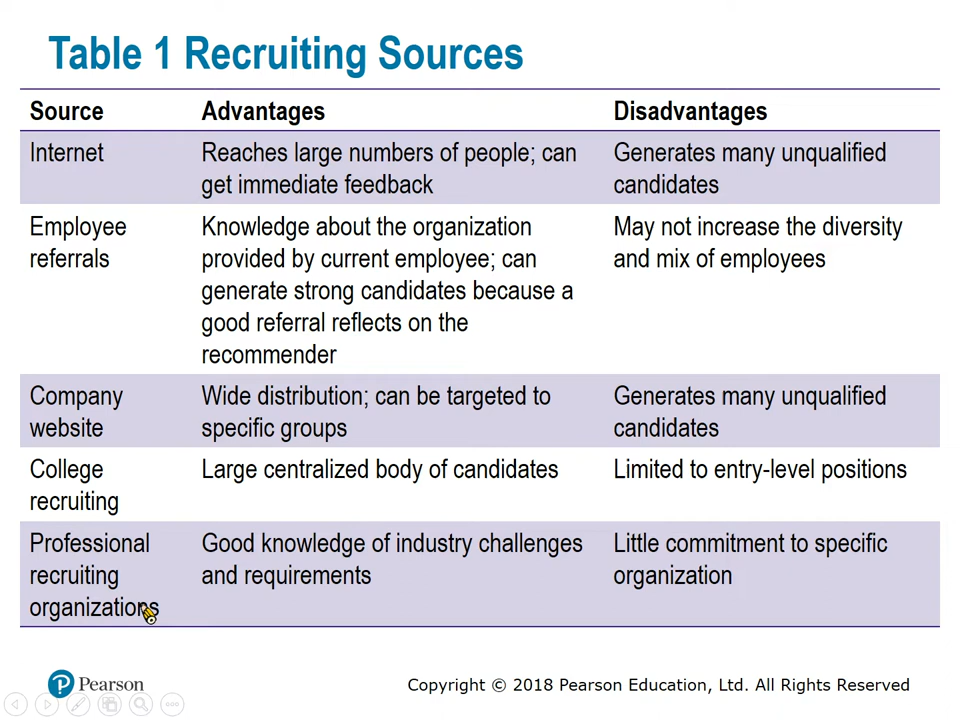 Table 1 Recruiting Sources
Source Advantages Disadvantages
Internet Reaches large numbers of people; can Generates many unqualified
get immediate feedback candidates
Employee Knowledge about the organization May not increase the diversity
referrals provided by current employee; can and mix of employees
generate strong candidates because a
good referral reflects on the
recommender
Company Wide distribution; can be targeted to Generates many unqualified
website specific groups candidates
College Large centralized body of candidates Limited to entry-level positions
recruiting
Professional Good knowledge of industry challenges Little commitment to specific
recruiting and requirements organization
organizations
Pearson Copyright © 2018 Pearson Education, Ltd. All Rights Reserved